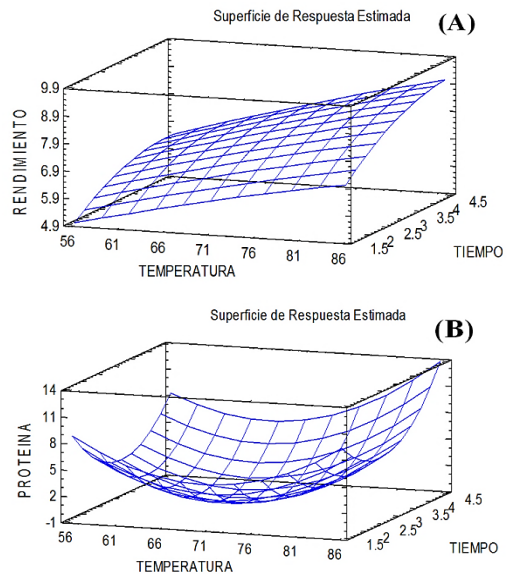 Superficie de Respuesta Estimada
(A)
RENDIMIENTO
9.9
8.9
7.9
6.9
5.9
4.9
56 61 66 71 76 81 86
TEMPERATURA
1.5 2 2.5 3 3.5 4 4.5
TIEMPO
Superficie de Respuesta Estimada
(B)
PROTEINA
14
11
8
5
2
-1
56 61 66 71 76 81 86
TEMPERATURA
1.5 2 2.5 3 3.5 4 4.5
TIEMPO